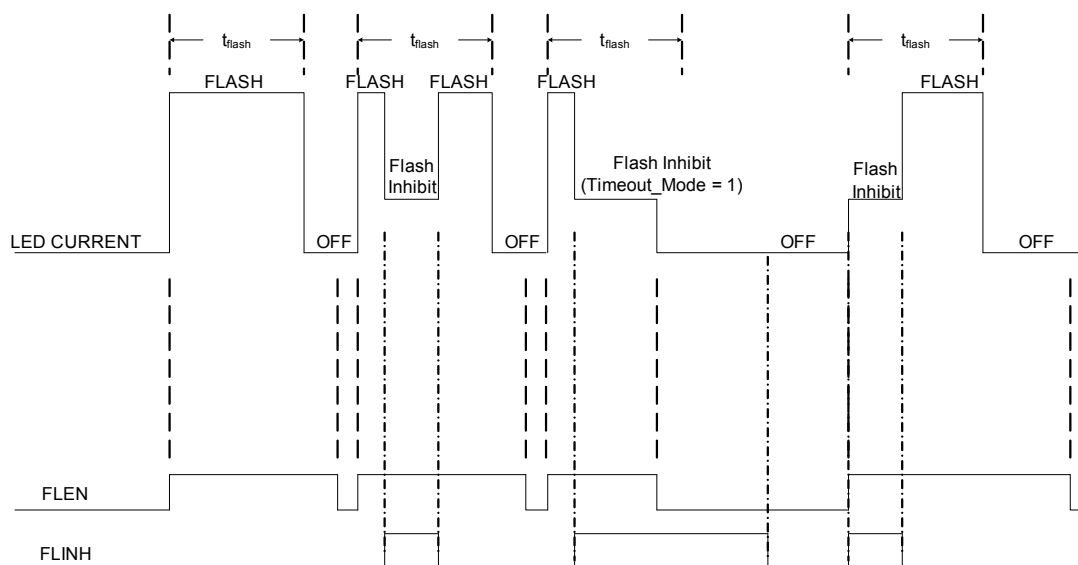 tflash tflash tflash tflash
FLASH FLASH FLASH FLASH FLASH
Flash
Inhibit
Flash Inhibit
(Timeout_Mode = 1)
Flash
Inhibit
LED CURRENT OFF OFF OFF OFF
FLEN
FLINH